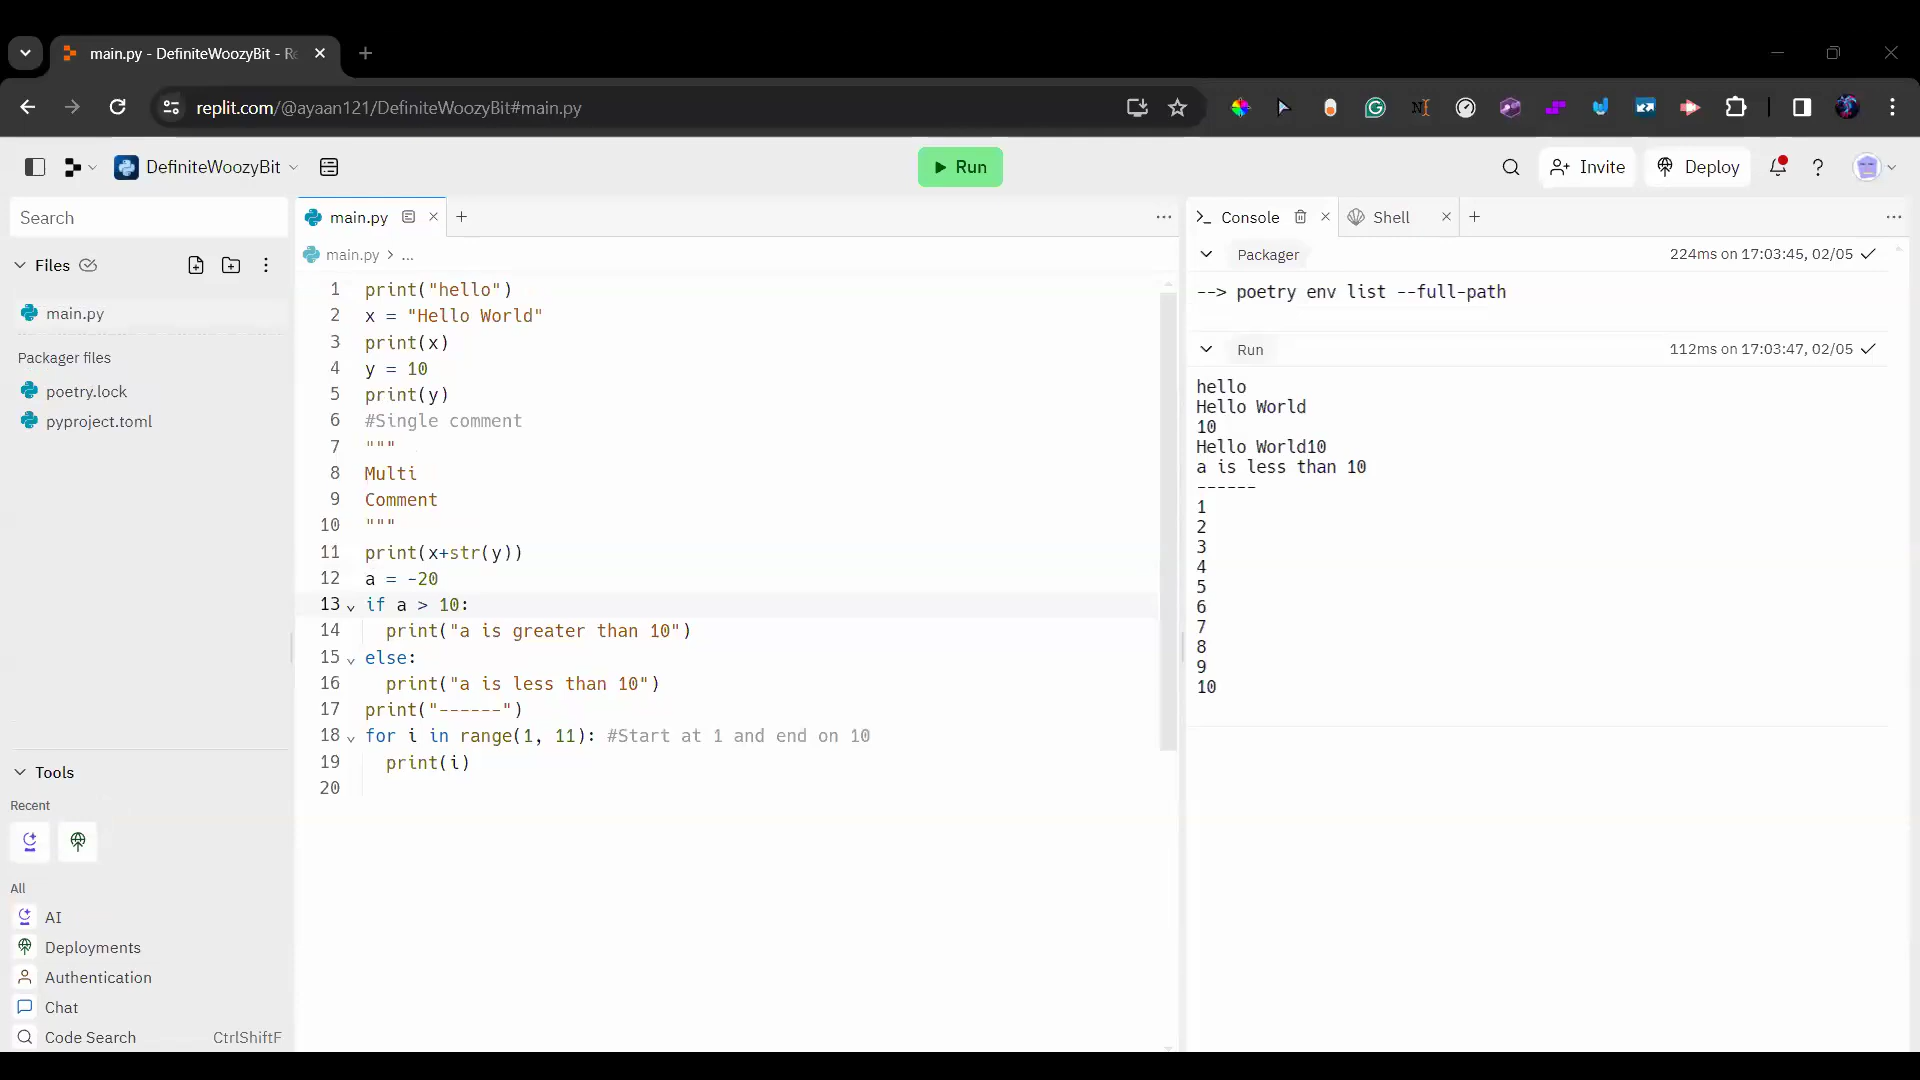 main.py - DefiniteWoozyBit - Re
replit.com/@ayaan121/DefiniteWoozyBit#main.py
DefiniteWoozyBit
Run
Invite
Deploy
Search
Files
main.py
Packager files
poetry.lock
pyproject.toml
Tools
Recent
All
AI
Deployments
Authentication
Chat
Code Search CtrlShiftF
main.py
main.py > ...
1 print("hello")
2 x = "Hello World"
3 print(x)
4 y = 10
5 print(y)
6 #Single comment
7 """
8 Multi
9 Comment
10 """
11 print(x+str(y))
12 a = -20
13 if a > 10:
14 print("a is greater than 10")
15 else:
16 print("a is less than 10")
17 print("------")
18 for i in range(1, 11): #Start at 1 and end on 10
19 print(i)
20
Console
Shell
Packager 224ms on 17:03:45, 02/05
--> poetry env list --full-path
Run 112ms on 17:03:47, 02/05
hello
Hello World
10
Hello World10
a is less than 10
------
1
2
3
4
5
6
7
8
9
10